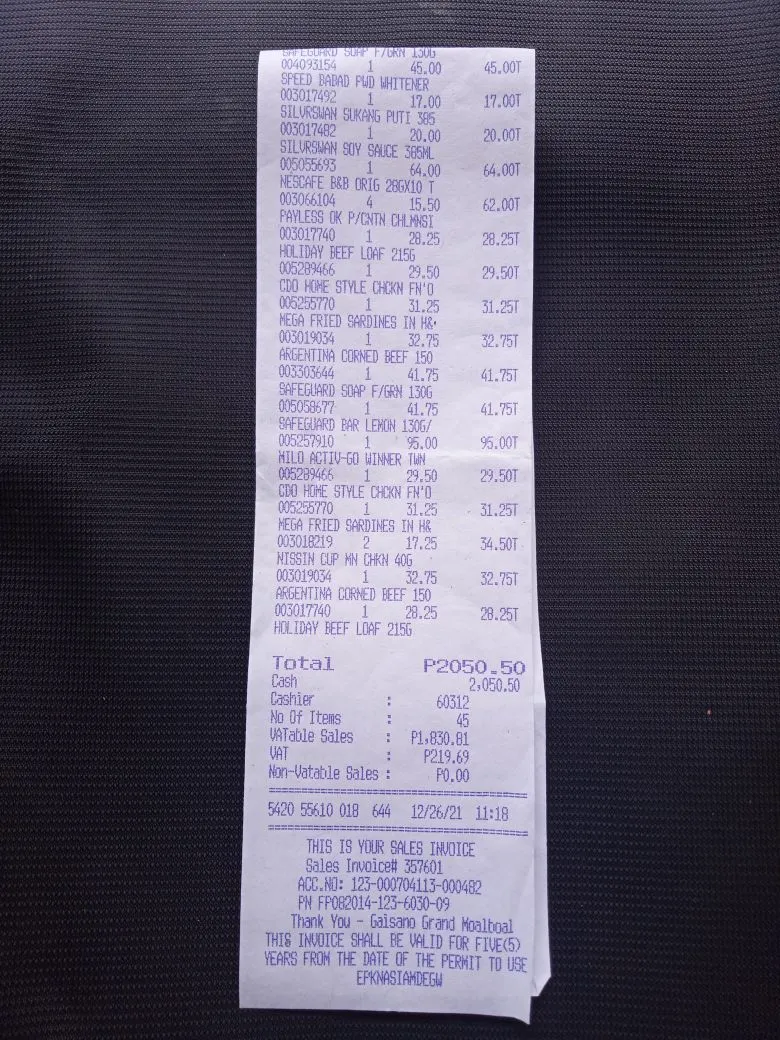 SAFEGUARD SOAP F/GRN 130G
004093154 1 45.00 45.00T
SPEED BABAD PWD WHITENER
003017492 1 17.00 17.00T
SILVRSWAN SUKANG PUTI 385
003017482 1 20.00 20.00T
SILVRSWAN SOY SAUCE 385ML
005055693 1 64.00 64.00T
NESCAFE B&B ORIG 28GX10 T
003066104 4 15.50 62.00T
PAYLESS OK P/CNTN CHLMNSI
003017740 1 28.25 28.25T
HOLIDAY BEEF LOAF 215G
005289466 1 29.50 29.50T
CDO HOME STYLE CHCKN FN'O
005255770 1 31.25 31.25T
MEGA FRIED SARDINES IN H&
003019034 1 32.75 32.75T
ARGENTINA CORNED BEEF 150
003303644 1 41.75 41.75T
SAFEGUARD SOAP F/GRN 130G
005058677 1 41.75 41.75T
SAFEGUARD BAR LEMON 130G/
005257910 1 95.00 95.00T
MILO ACTIV-GO WINNER TWN
005289466 1 29.50 29.50T
CDO HOME STYLE CHCKN FN'O
005255770 1 31.25 31.25T
MEGA FRIED SARDINES IN H&
003018219 2 17.25 34.50T
NISSIN CUP MN CHKN 40G
003019034 1 32.75 32.75T
ARGENTINA CORNED BEEF 150
003017740 1 28.25 28.25T
HOLIDAY BEEF LOAF 215G
Total P2050.50
Cash 2,050.50
Cashier : 60312
No Of Items : 45
VATable Sales : P1,830.81
VAT : P219.69
Non-Vatable Sales : P0.00
5420 55610 018 644 12/26/21 11:18
THIS IS YOUR SALES INVOICE
Sales Invoice# 357601
ACC.NO: 123-000704113-000482
PN FP082014-123-6030-09
Thank You - Gaisano Grand Moalboal
THIS INVOICE SHALL BE VALID FOR FIVE(5)
YEARS FROM THE DATE OF THE PERMIT TO USE
EPKNASIAMDEGW